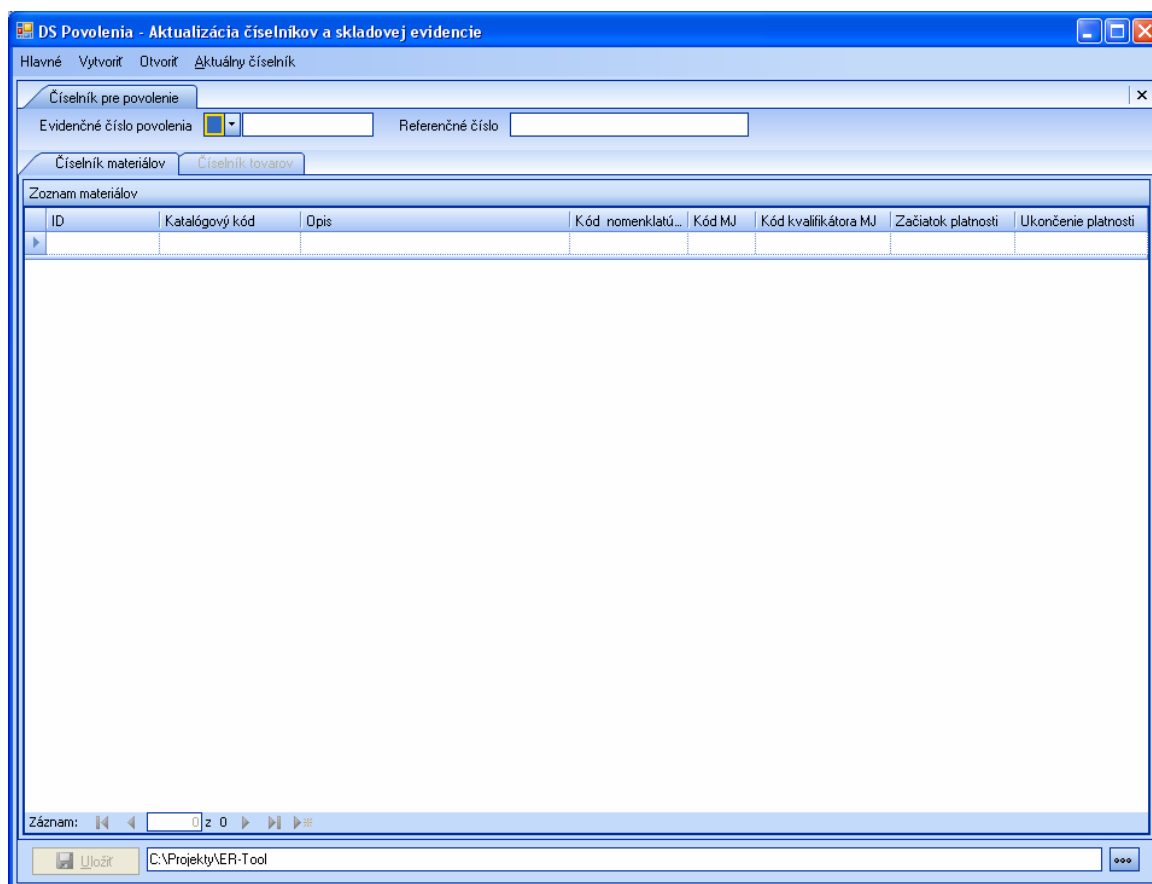 DS Povolenia - Aktualizácia číselníkov a skladovej evidencie
Hlavné Vytvoriť Otvoriť Aktuálny číselník
Číselník pre povolenie
Evidenčné číslo povolenia Referenčné číslo
Číselník materiálov Číselník tovarov
Zoznam materiálov
ID Katalógový kód Opis Kód nomenklatú... Kód MJ Kód kvalifikátora MJ Začiatok platnosti Ukončenie platnosti
Záznam: 0 z 0
Uložiť C:\Projekty\ER-Tool